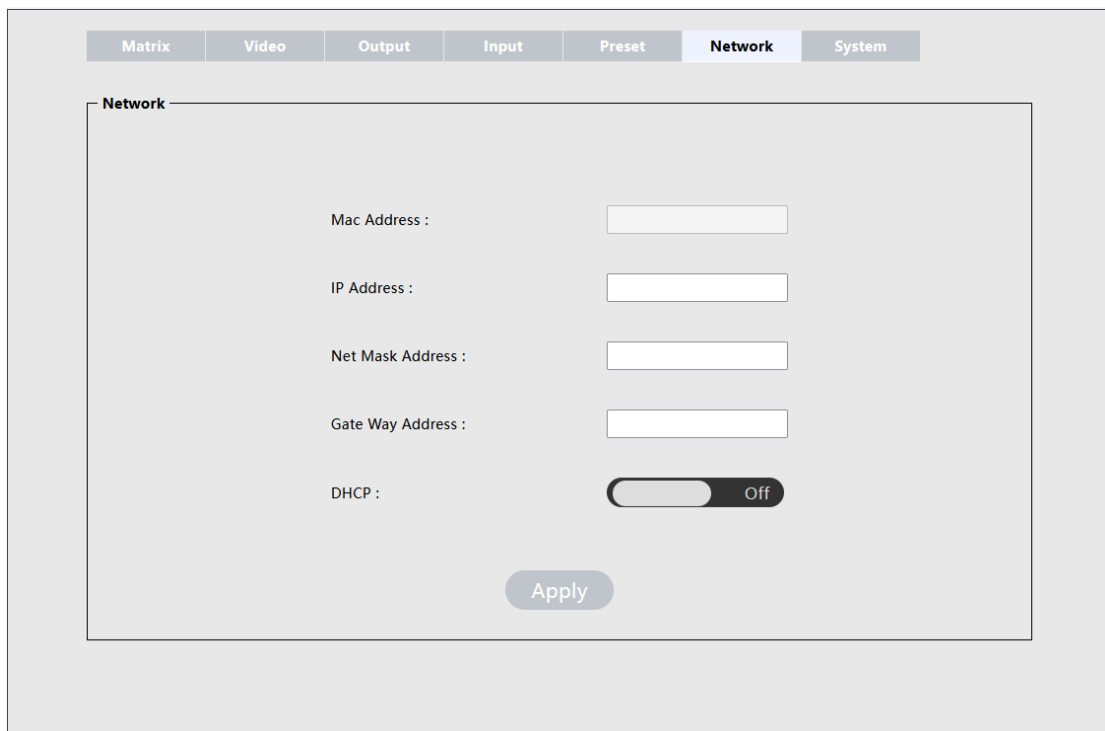 Matrix Video Output Input Preset Network System
Network
Mac Address :
IP Address :
Net Mask Address :
Gate Way Address :
DHCP : Off
Apply